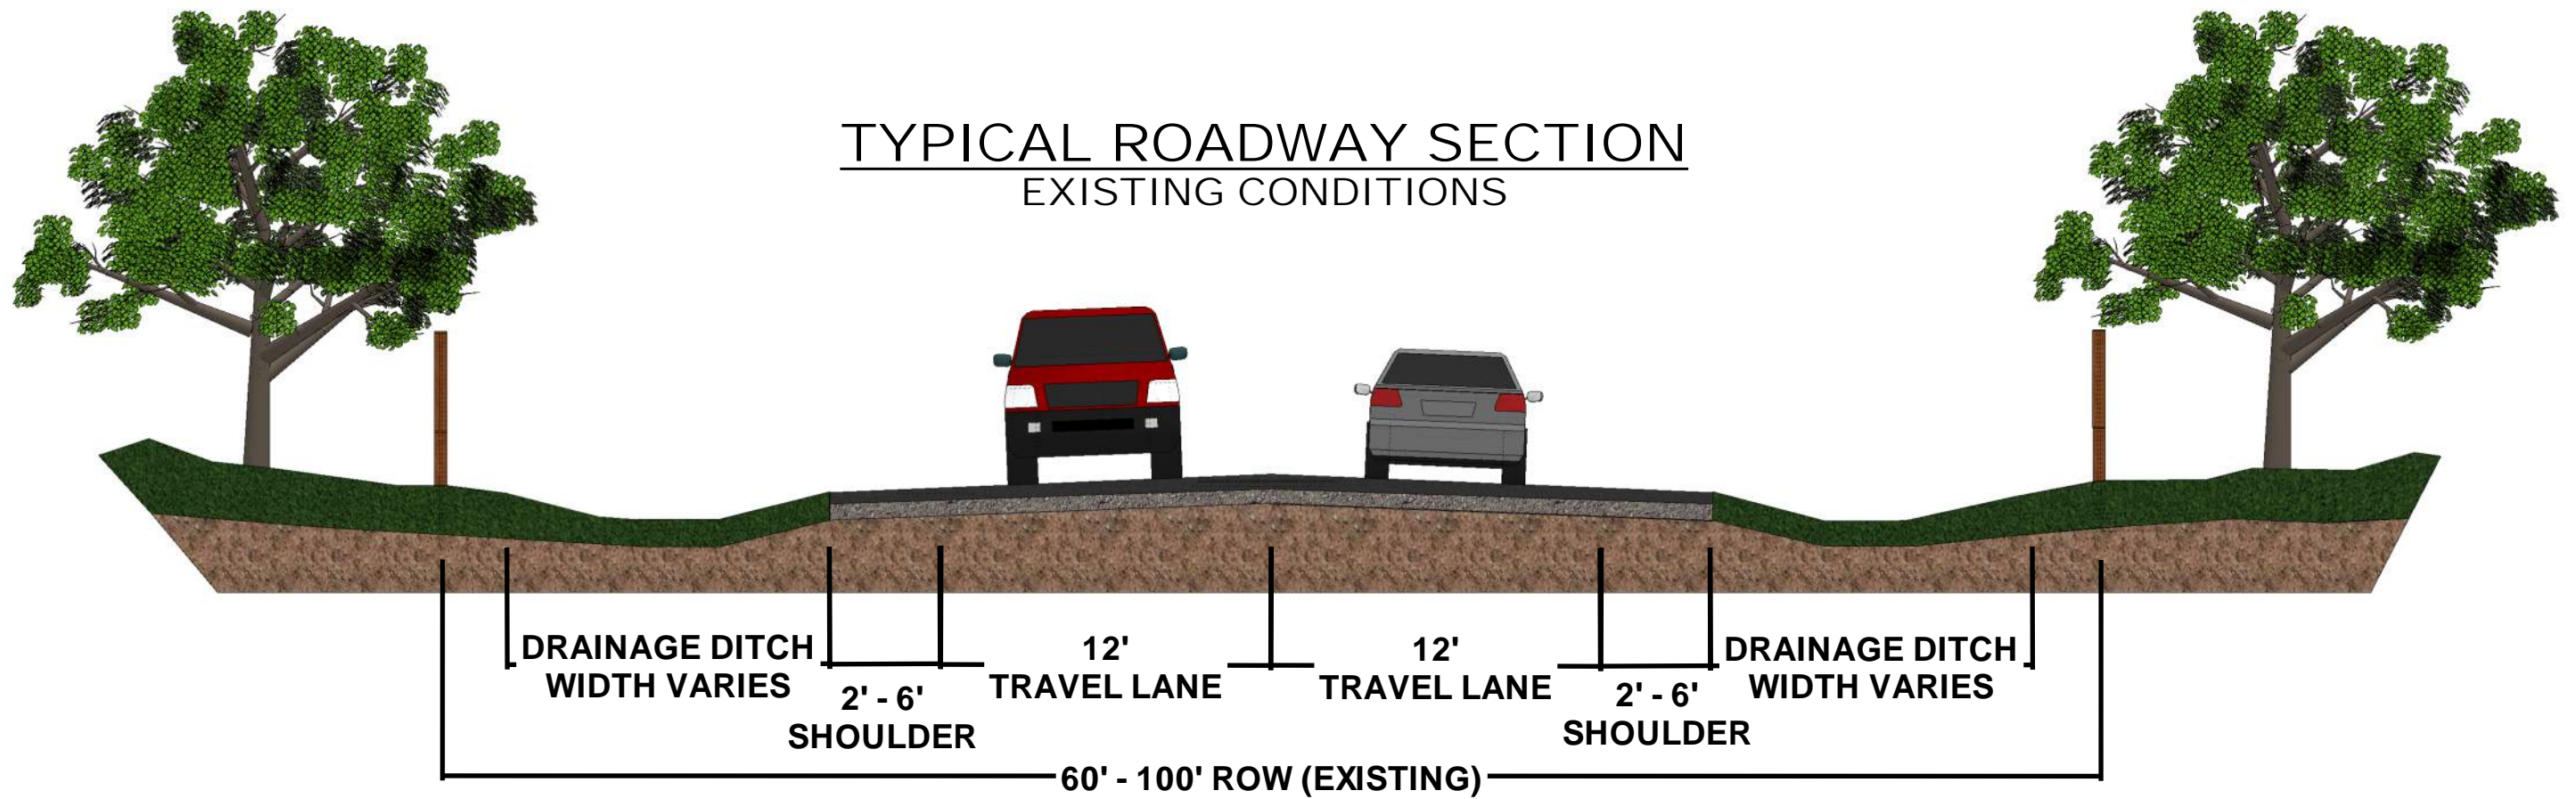 TYPICAL ROADWAY SECTION
EXISTING CONDITIONS
DRAINAGE DITCH
WIDTH VARIES
2' - 6'
SHOULDER
12'
TRAVEL LANE
12'
TRAVEL LANE
2' - 6'
SHOULDER
DRAINAGE DITCH
WIDTH VARIES
60' - 100' ROW (EXISTING)